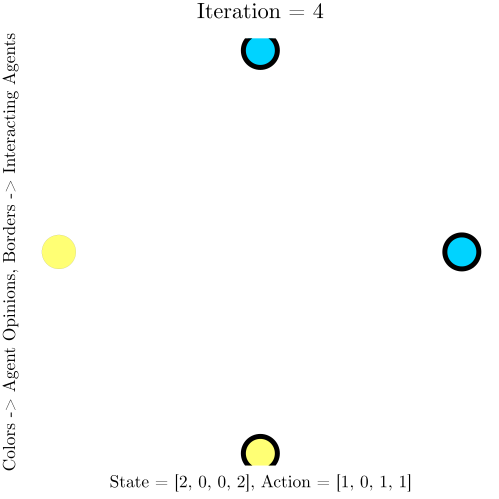 Iteration = 4
Colors -> Agent Opinions, Borders -> Interacting Agents
State = [2, 0, 0, 2], Action = [1, 0, 1, 1]